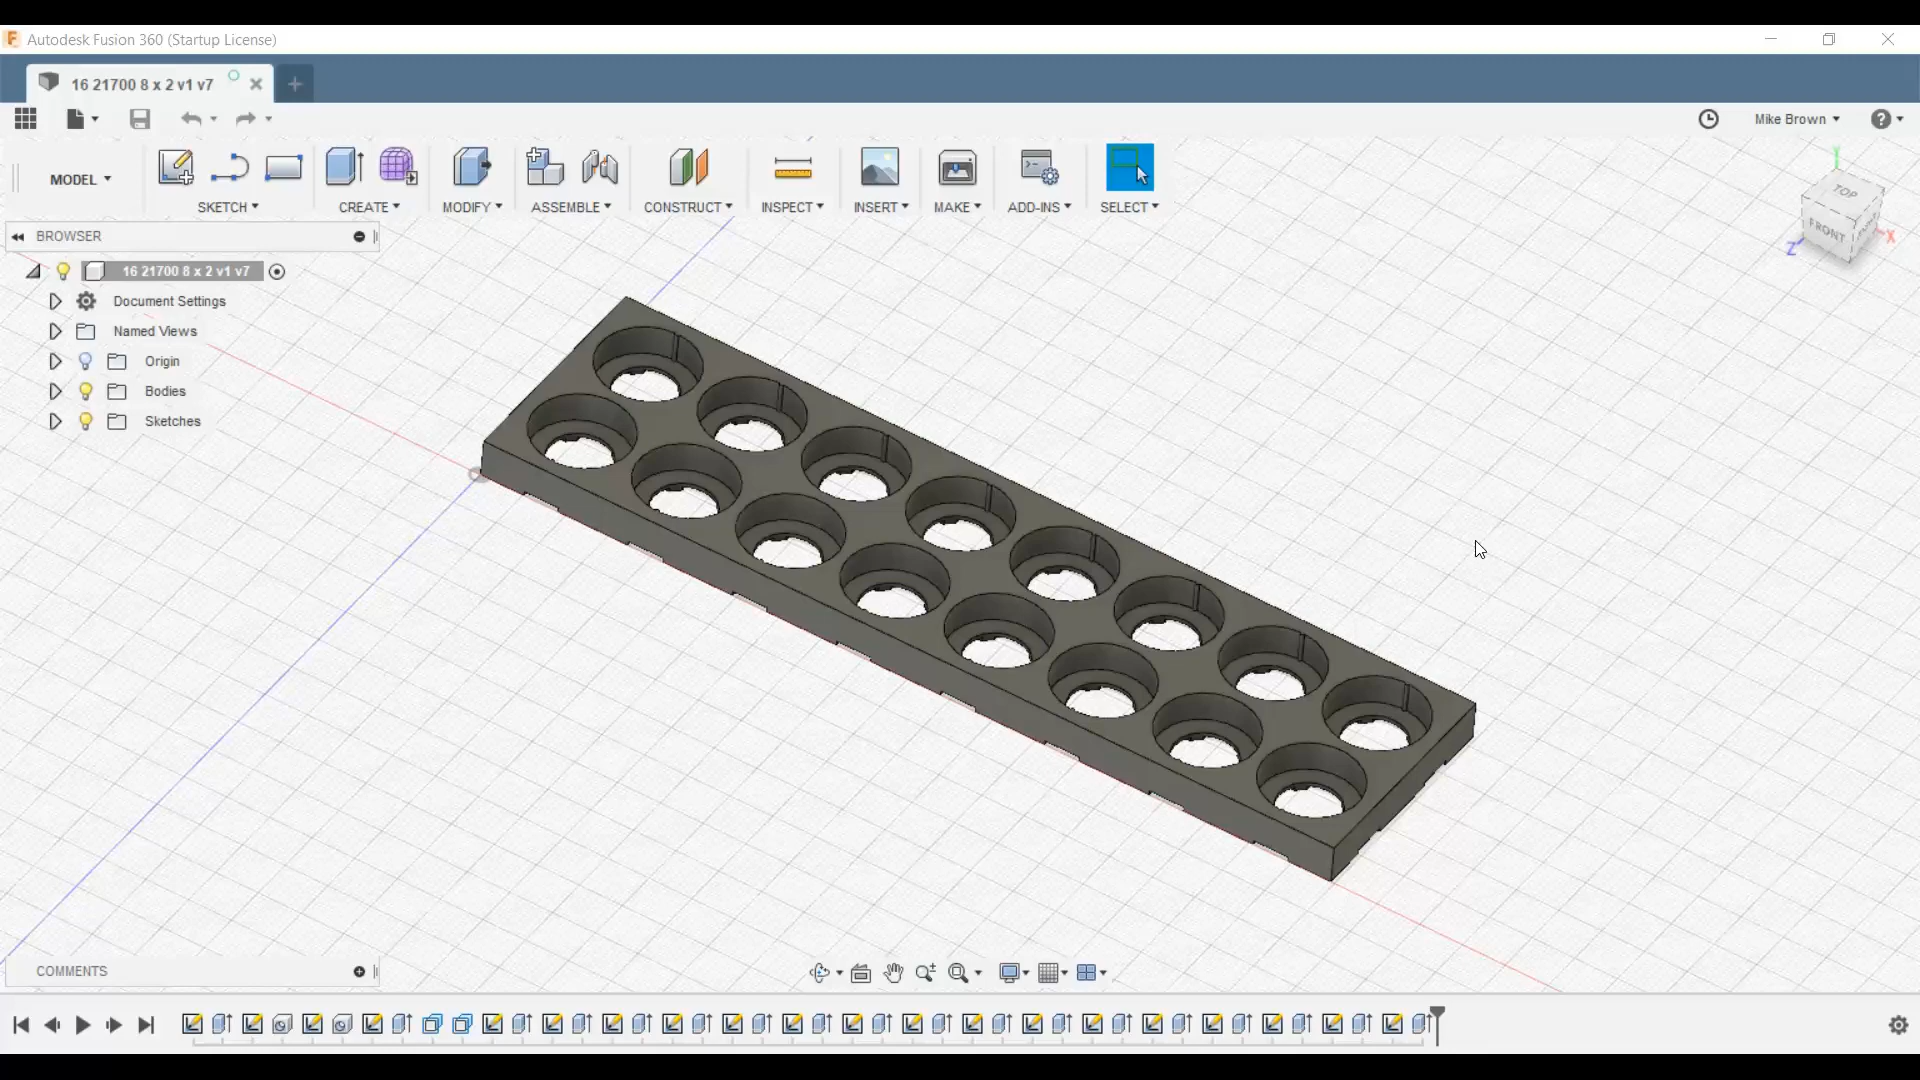 Autodesk Fusion 360 (Startup License)
16 21700 8 x 2 v1 v7
Mike Brown
MODEL
SKETCH
CREATE
MODIFY
ASSEMBLE
CONSTRUCT
INSPECT
INSERT
MAKE
ADD-INS
SELECT
TOP
FRONT
X
Y
Z
BROWSER
16 21700 8 x 2 v1 v7
Document Settings
Named Views
Origin
Bodies
Sketches
COMMENTS